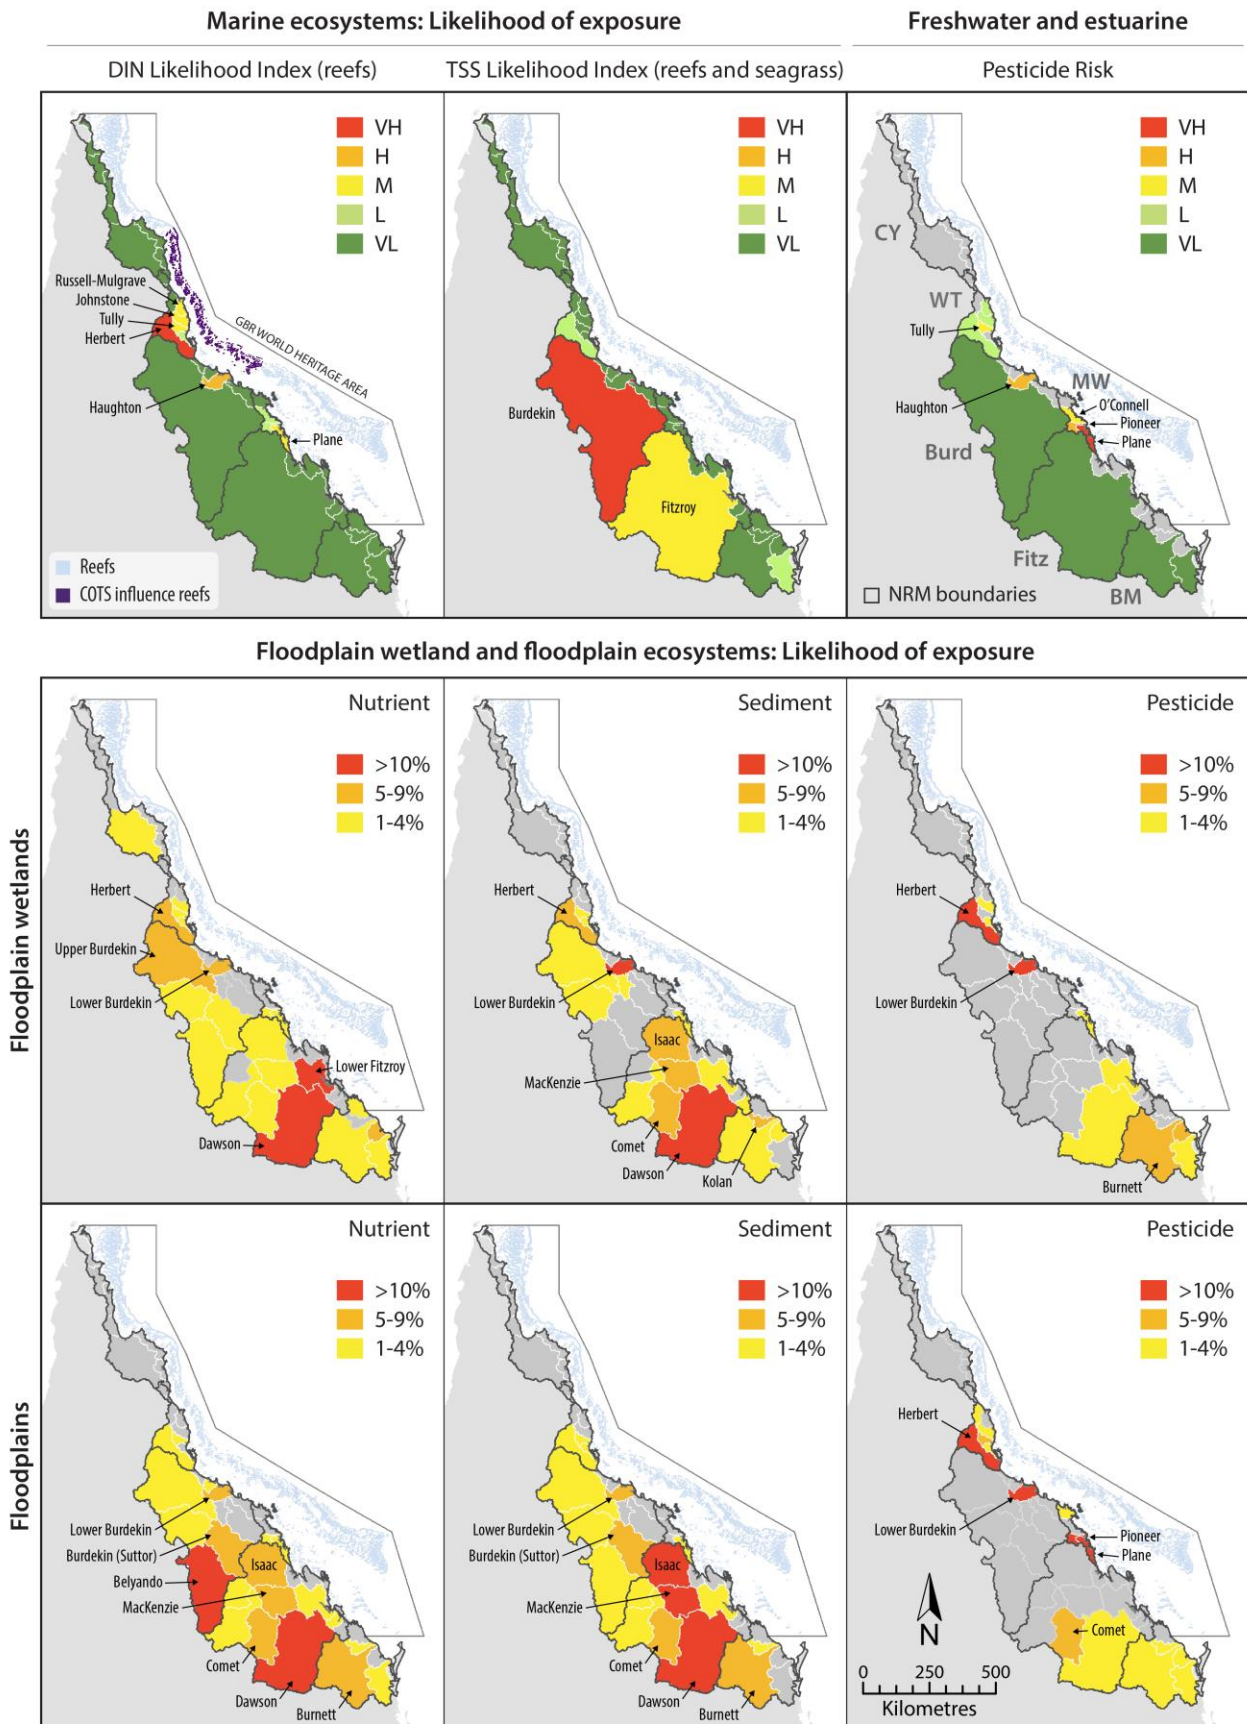 Marine ecosystems: Likelihood of exposure
Freshwater and estuarine
DIN Likelihood Index (reefs)
TSS Likelihood Index (reefs and seagrass)
Pesticide Risk
VH
H
M
L
VL
Russell-Mulgrave
Johnstone
Tully
Herbert
GBR WORLD HERITAGE AREA
Haughton
Plane
Reefs
COTS influence reefs
VH
H
M
L
VL
Burdekin
Fitzroy
VH
H
M
L
VL
CY
WT
Tully
MW
Haughton
O'Connell
Pioneer
Plane
Burd
Fitz
BM
NRM boundaries
Floodplain wetland and floodplain ecosystems: Likelihood of exposure
Floodplain wetlands
Nutrient
>10%
5-9%
1-4%
Herbert
Upper Burdekin
Lower Burdekin
Lower Fitzroy
Dawson
Sediment
>10%
5-9%
1-4%
Herbert
Lower Burdekin
Isaac
MacKenzie
Comet
Dawson
Kolan
Pesticide
>10%
5-9%
1-4%
Herbert
Lower Burdekin
Burnett
Floodplains
Nutrient
>10%
5-9%
1-4%
Lower Burdekin
Burdekin (Suttor)
Isaac
Belyando
MacKenzie
Comet
Dawson
Burnett
Sediment
>10%
5-9%
1-4%
Lower Burdekin
Burdekin (Suttor)
Isaac
MacKenzie
Comet
Dawson
Burnett
Pesticide
>10%
5-9%
1-4%
Herbert
Lower Burdekin
Pioneer
Plane
Comet
N
0 250 500
Kilometres